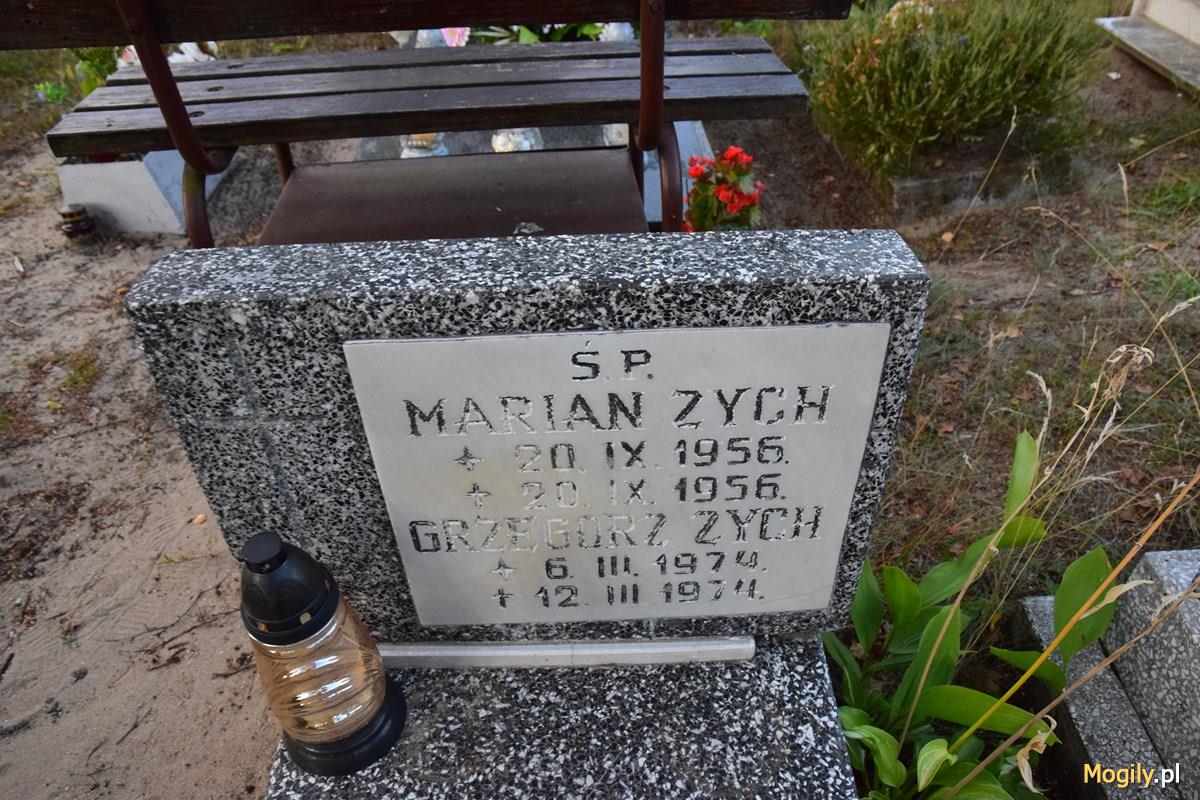 Ś.P.
MARIAN ZYCH
20. IX. 1956.
20. IX. 1956.
GRZEGORZ ZYCH
6. III. 1974.
12. III 1974.
Mogily.pl